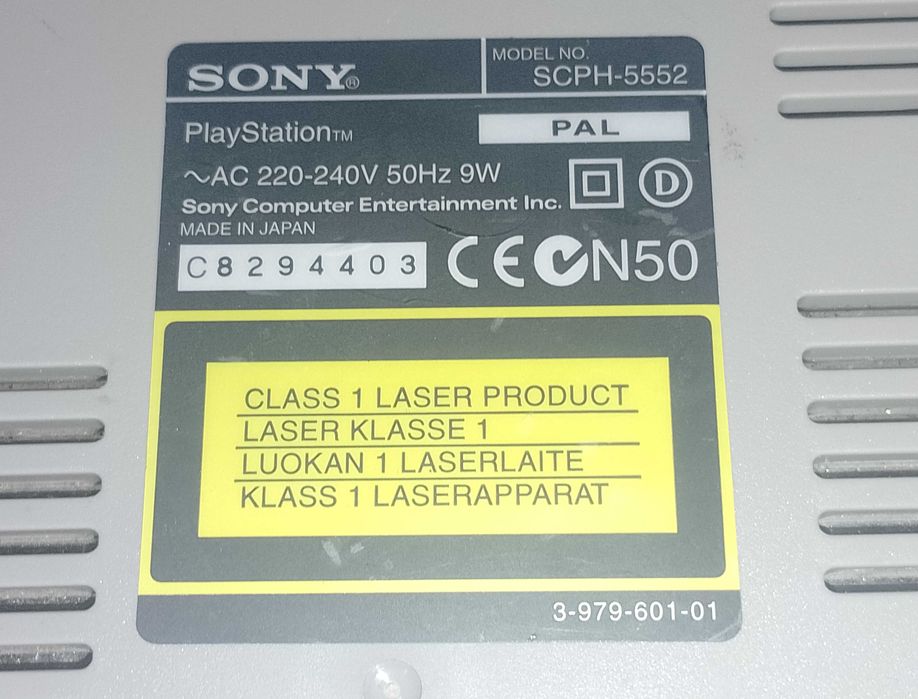 SONY®
MODEL NO.
SCPH-5552
PlayStation™
PAL
~AC 220-240V 50Hz 9W
D
Sony Computer Entertainment Inc.
MADE IN JAPAN
C8294403
CE N50
CLASS 1 LASER PRODUCT
LASER KLASSE 1
LUOKAN 1 LASERLAITE
KLASS 1 LASERAPPARAT
3-979-601-01